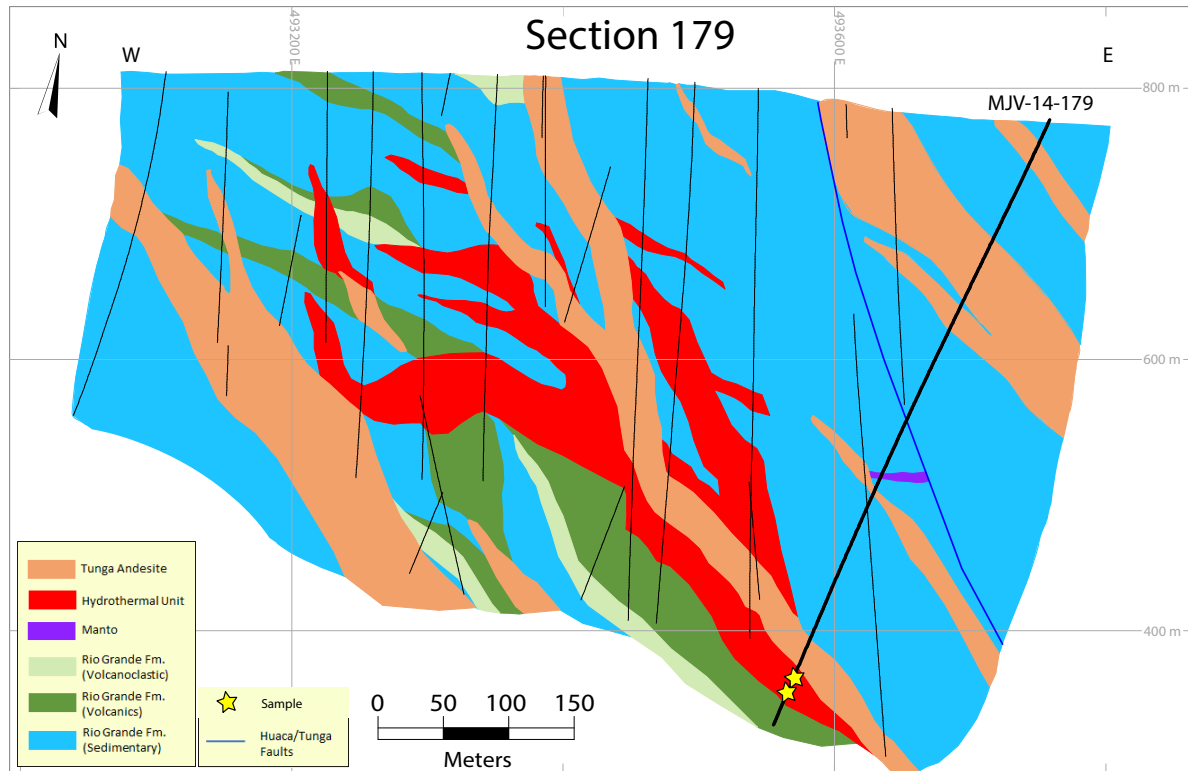 Section 179
N
W
493200 E
493600 E
E
800 m
MJV-14-179
600 m
400 m
Tunga Andesite
Hydrothermal Unit
Manto
Rio Grande Fm.
(Volcanoclastic)
Rio Grande Fm.
(Volcanics)
Rio Grande Fm.
(Sedimentary)
Sample
Huaca/Tunga
Faults
0 50 100 150
Meters